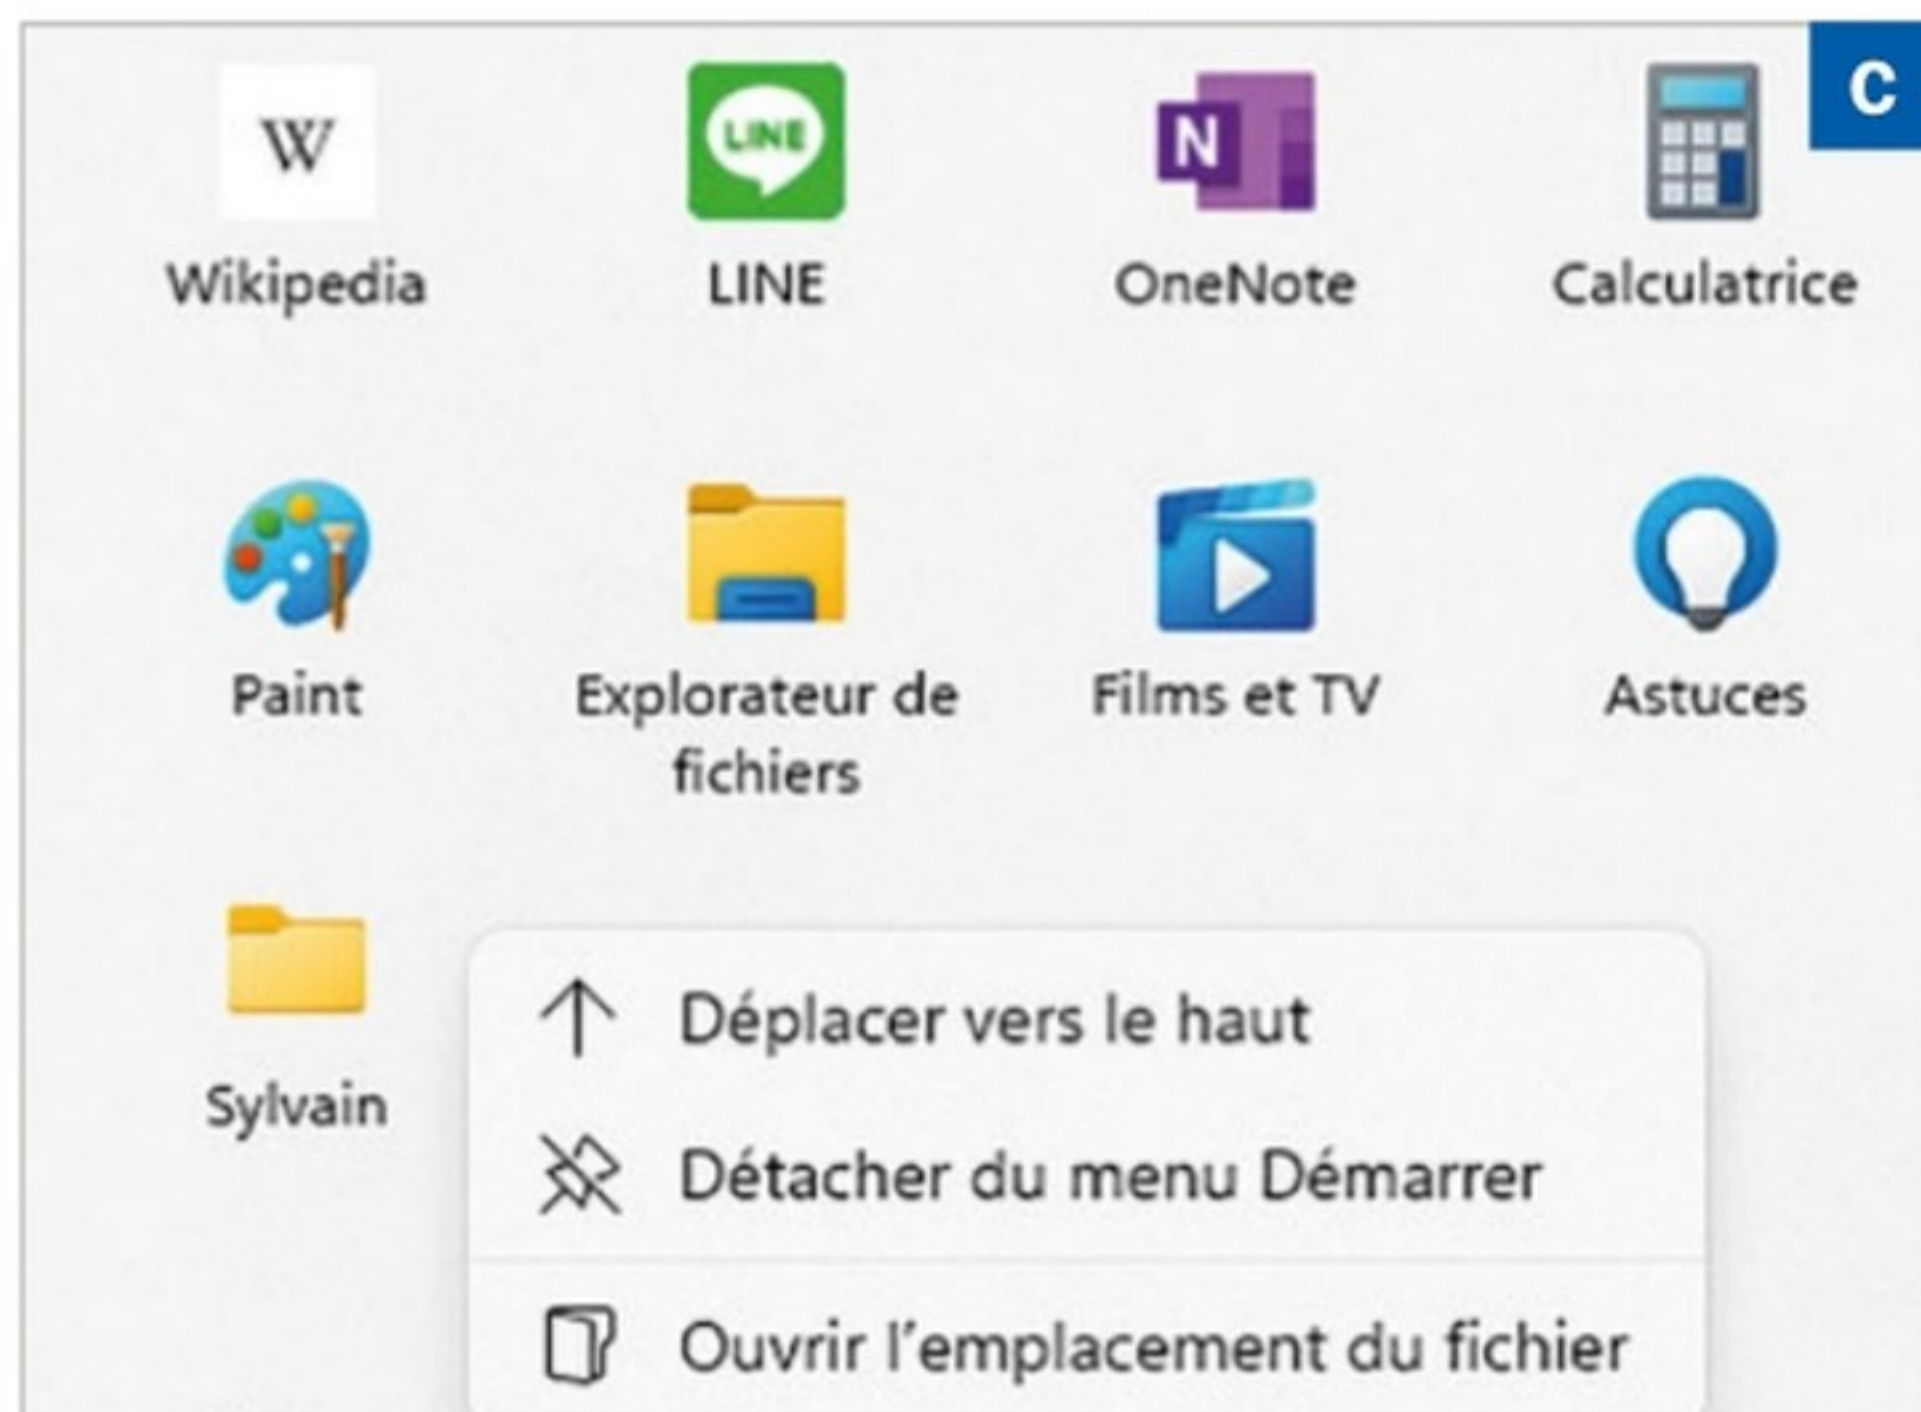 C
W
LINE
N
Wikipedia
LINE
OneNote
Calculatrice
Paint
Explorateur de
fichiers
Films et TV
Astuces
Sylvain
Déplacer vers le haut
Détacher du menu Démarrer
Ouvrir l'emplacement du fichier